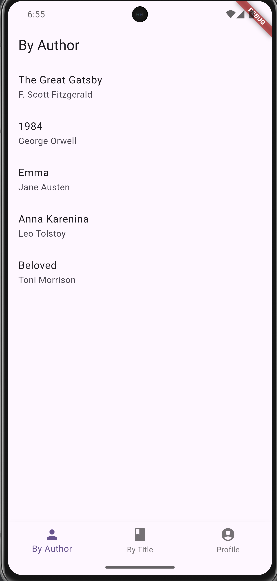 6:55
DEBUG
By Author
The Great Gatsby
F. Scott Fitzgerald
1984
George Orwell
Emma
Jane Austen
Anna Karenina
Leo Tolstoy
Beloved
Toni Morrison
By Author
By Title
Profile